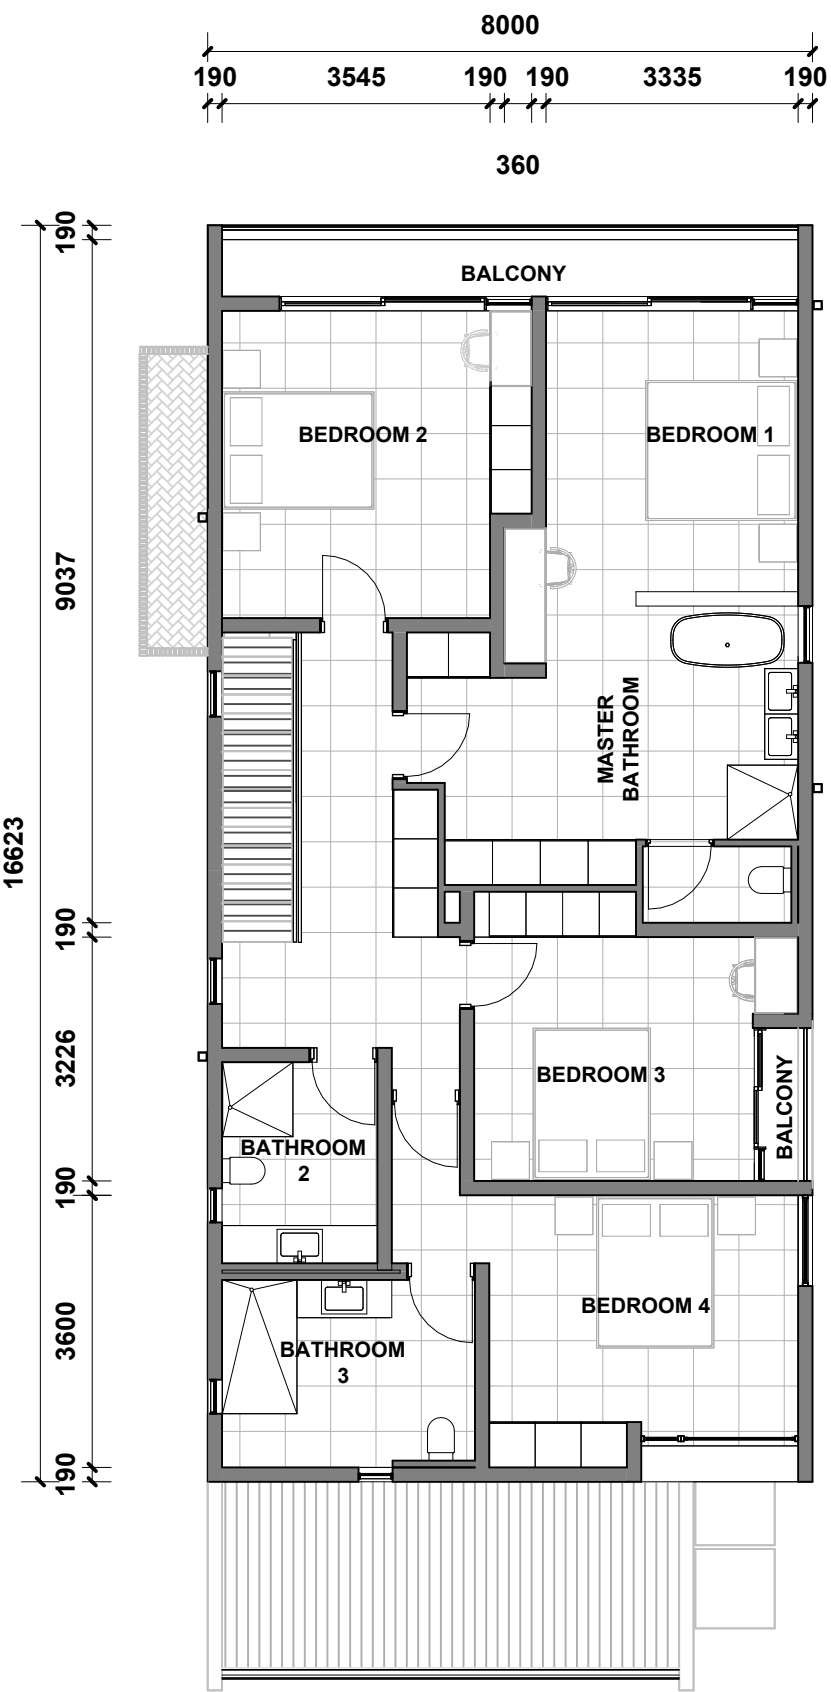 8000
190 3545 190 190 3335 190
360
190
BALCONY
BEDROOM 2
BEDROOM 1
9037
MASTER
BATHROOM
16623
190
3226
BEDROOM 3
BALCONY
BATHROOM
2
190
BEDROOM 4
3600
BATHROOM
3
190